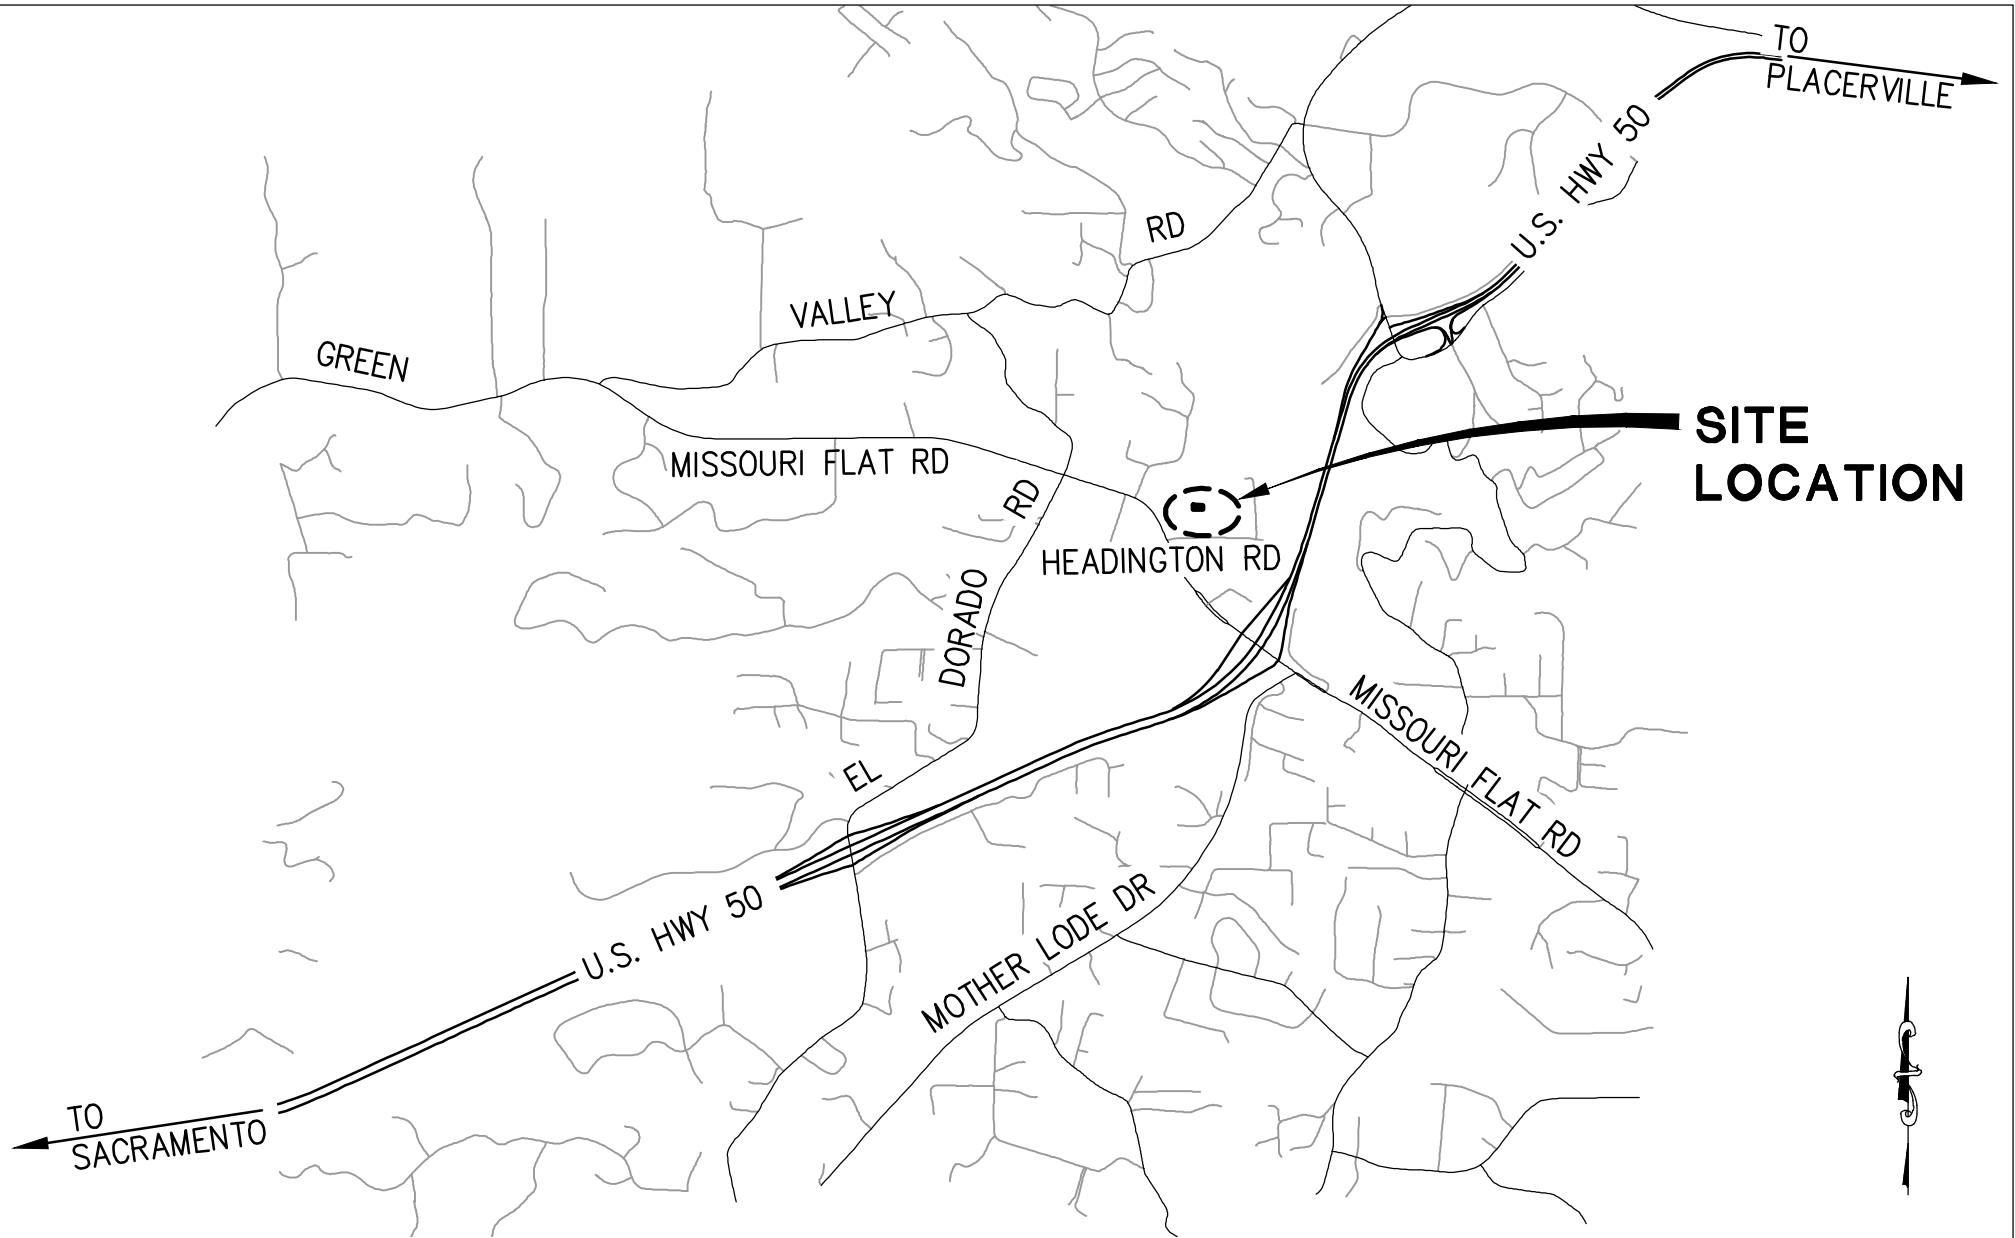 TO
PLACERVILLE
U.S. HWY 50
RD
VALLEY
GREEN
SITE
LOCATION
MISSOURI FLAT RD
RD
HEADINGTON RD
DORADO
MISSOURI FLAT RD
EL
U.S. HWY 50
MOTHER LODE DR
TO
SACRAMENTO